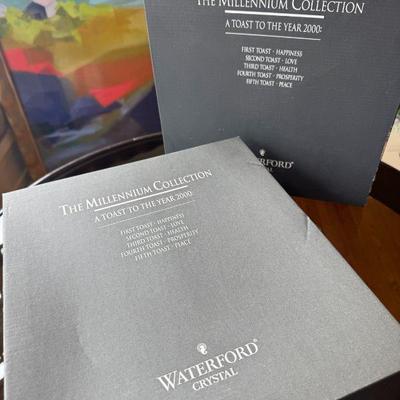 THE MILLENNIUM COLLECTION
A TOAST TO THE YEAR 2000:
FIRST TOAST · HAPPINESS
SECOND TOAST · LOVE
THIRD TOAST · HEALTH
FOURTH TOAST · PROSPERITY
FIFTH TOAST · PEACE
WATERFORD®
CRYSTAL
THE MILLENNIUM COLLECTION
A TOAST TO THE YEAR 2000:
FIRST TOAST · HAPPINESS
SECOND TOAST · LOVE
THIRD TOAST · HEALTH
FOURTH TOAST · PROSPERITY
FIFTH TOAST · PEACE
WATERFORD®
CRYSTAL